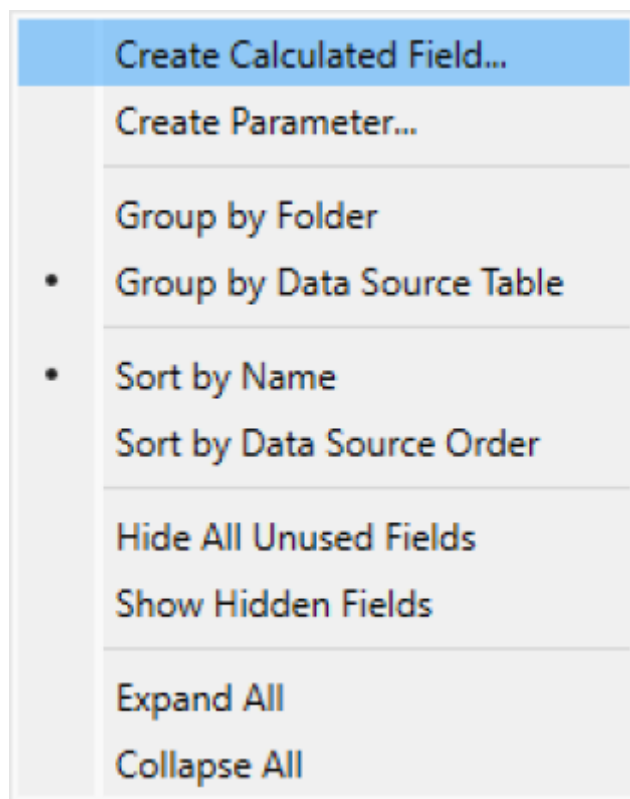 Create Calculated Field...
Create Parameter...
Group by Folder
• Group by Data Source Table
• Sort by Name
Sort by Data Source Order
Hide All Unused Fields
Show Hidden Fields
Expand All
Collapse All